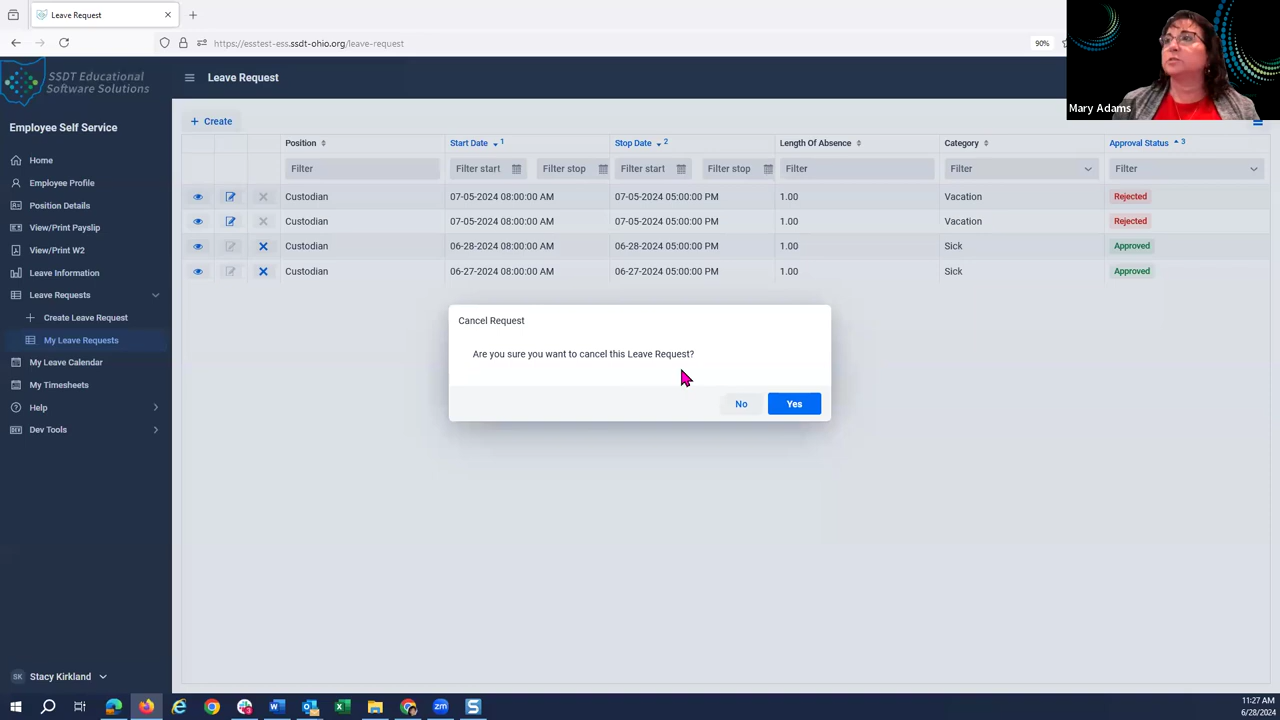 Leave Request
https://esstest-ess.ssdt-ohio.org/leave-request
90%
Mary Adams
SSDT Educational
Software Solutions
Leave Request
Employee Self Service
Home
Employee Profile
Position Details
View/Print Payslip
View/Print W2
Leave Information
Leave Requests
Create Leave Request
My Leave Requests
My Leave Calendar
My Timesheets
Help
Dev Tools
SK Stacy Kirkland
+ Create
Position Start Date 1 Stop Date 2 Length Of Absence Category Approval Status 3
Filter Filter start Filter stop Filter start Filter stop Filter Filter Filter
Custodian 07-05-2024 08:00:00 AM 07-05-2024 05:00:00 PM 1.00 Vacation Rejected
Custodian 07-05-2024 08:00:00 AM 07-05-2024 05:00:00 PM 1.00 Vacation Rejected
Custodian 06-28-2024 08:00:00 AM 06-28-2024 05:00:00 PM 1.00 Sick Approved
Custodian 06-27-2024 08:00:00 AM 06-27-2024 05:00:00 PM 1.00 Sick Approved
Cancel Request
Are you sure you want to cancel this Leave Request?
No Yes
11:27 AM
6/28/2024